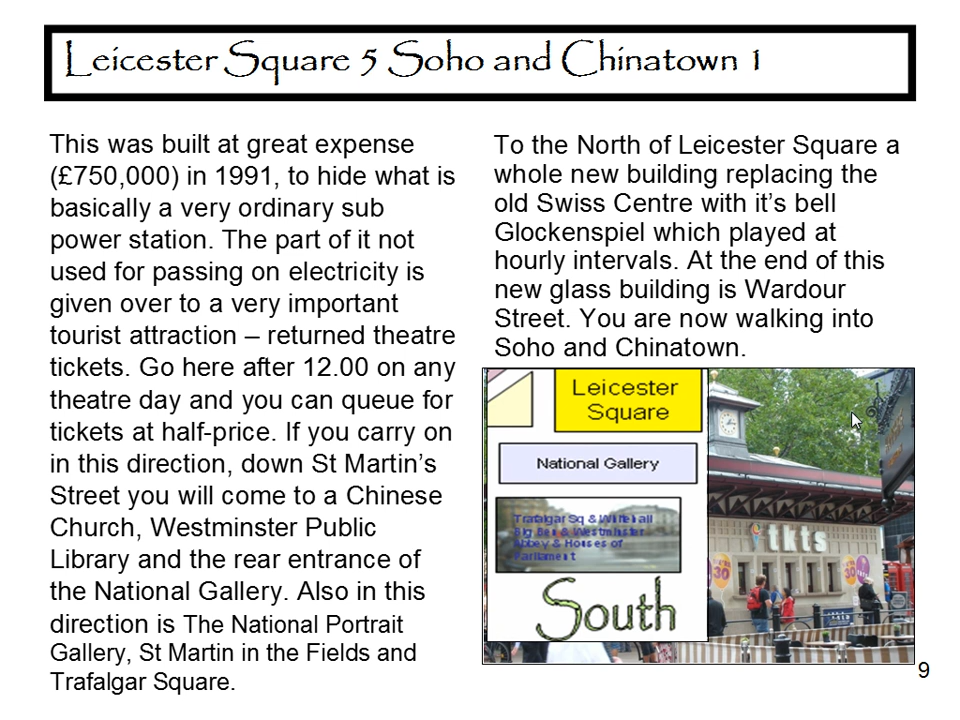 Leicester Square 5 Soho and Chinatown 1
This was built at great expense
(£750,000) in 1991, to hide what is
basically a very ordinary sub
power station. The part of it not
used for passing on electricity is
given over to a very important
tourist attraction – returned theatre
tickets. Go here after 12.00 on any
theatre day and you can queue for
tickets at half-price. If you carry on
in this direction, down St Martin’s
Street you will come to a Chinese
Church, Westminster Public
Library and the rear entrance of
the National Gallery. Also in this
direction is The National Portrait
Gallery, St Martin in the Fields and
Trafalgar Square.
To the North of Leicester Square a
whole new building replacing the
old Swiss Centre with it’s bell
Glockenspiel which played at
hourly intervals. At the end of this
new glass building is Wardour
Street. You are now walking into
Soho and Chinatown.
Leicester
Square
National Gallery
Trafalgar Sq & Whitehall
Big Ben & Westminster
Abbey & Houses of
Parliament
South
tkts
30
30
9